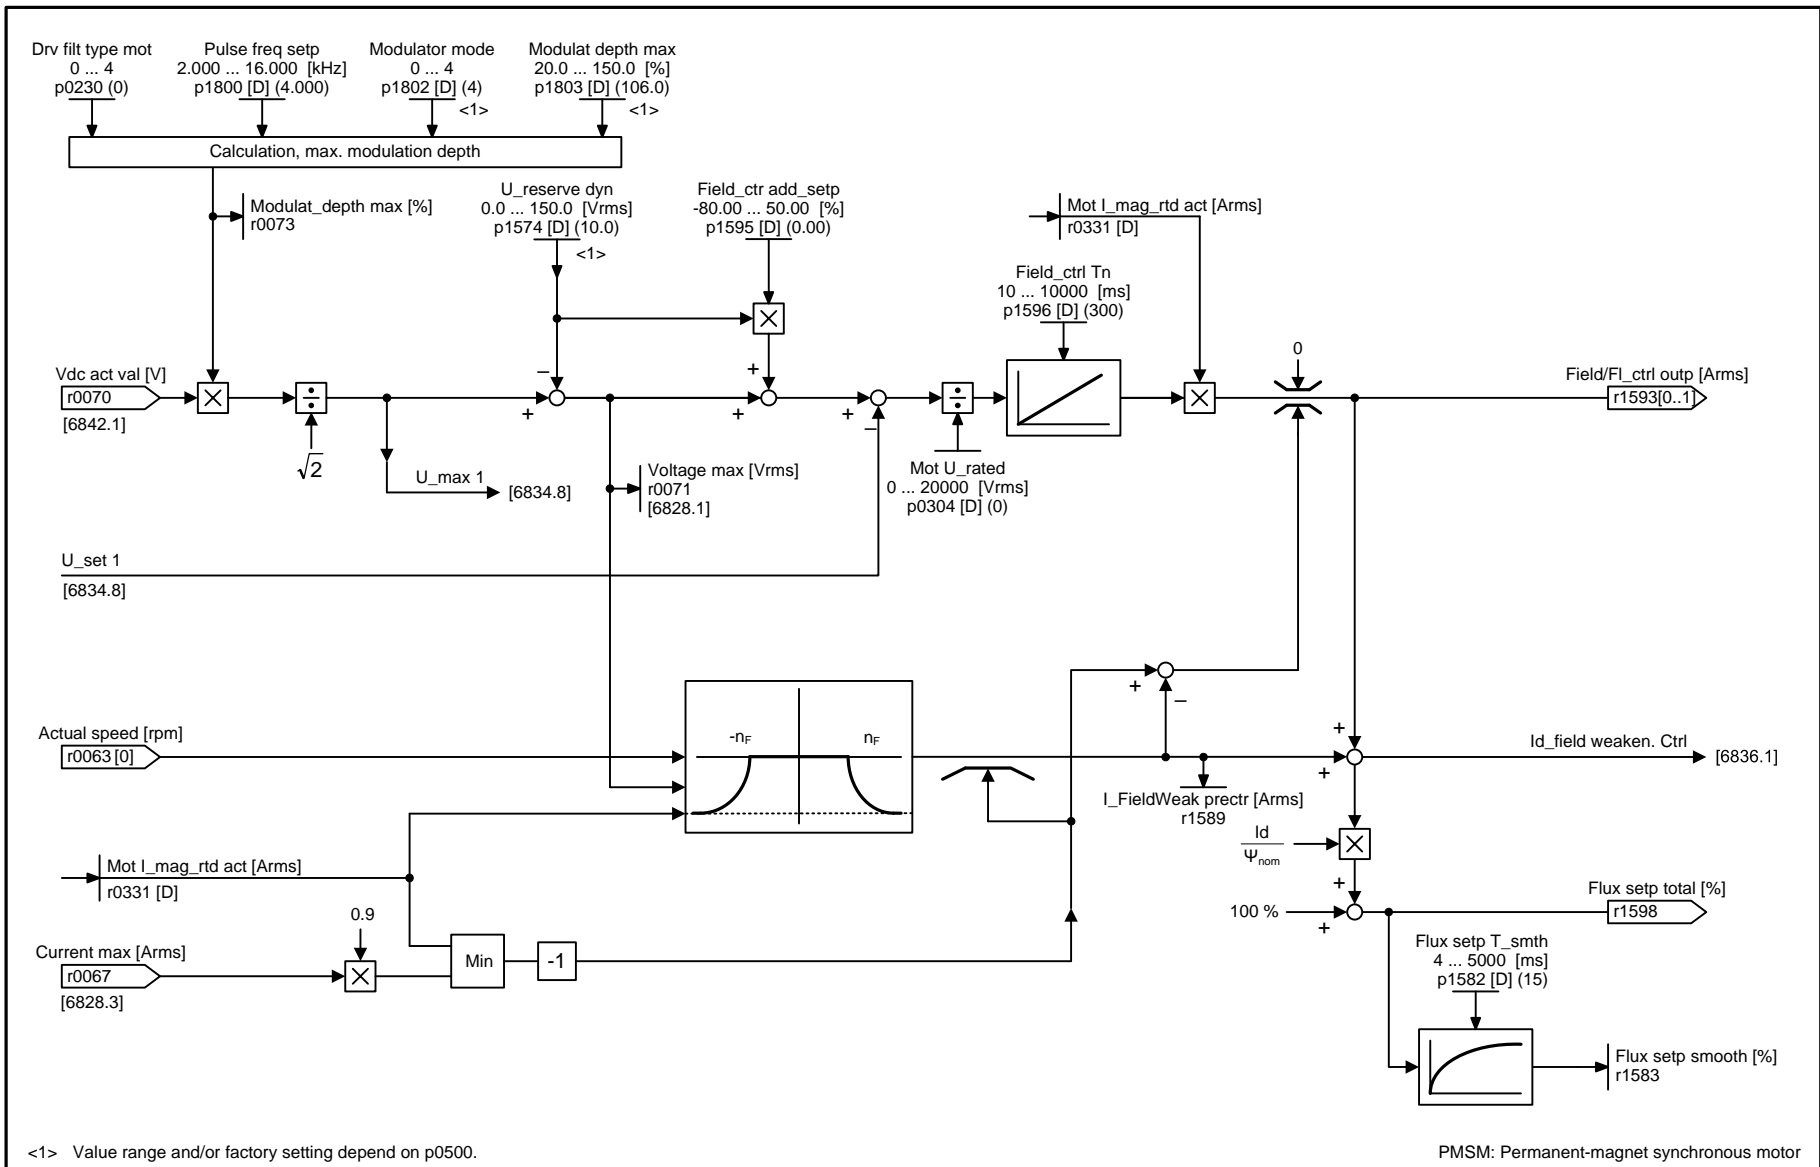 Drv filt type mot
0 ... 4
p0230 (0)
Pulse freq setp
2.000 ... 16.000 [kHz]
p1800 [D] (4.000)
Modulator mode
0 ... 4
p1802 [D] (4)
<1>
Modulat depth max
20.0 ... 150.0 [%]
p1803 [D] (106.0)
<1>
Calculation, max. modulation depth
Modulat_depth max [%]
r0073
U_reserve dyn
0.0 ... 150.0 [Vrms]
p1574 [D] (10.0)
<1>
Field_ctr add_setp
-80.00 ... 50.00 [%]
p1595 [D] (0.00)
Mot I_mag_rtd act [Arms]
r0331 [D]
Field_ctrl Tn
10 ... 10000 [ms]
p1596 [D] (300)
Vdc act val [V]
r0070
[6842.1]
×
÷
√2
–
+
×
+
+
+
–
÷
×
0
Field/Fl_ctrl outp [Arms]
r1593[0..1]
U_max 1
[6834.8]
Voltage max [Vrms]
r0071
[6828.1]
Mot U_rated
0 ... 20000 [Vrms]
p0304 [D] (0)
U_set 1
[6834.8]
+
–
Actual speed [rpm]
r0063 [0]
-nF
nF
+
+
Id_field weaken. Ctrl
[6836.1]
I_FieldWeak prectr [Arms]
r1589
Id
Ψnom
×
Mot I_mag_rtd act [Arms]
r0331 [D]
+
100 %
+
Flux setp total [%]
r1598
0.9
Current max [Arms]
r0067
[6828.3]
×
Min
-1
Flux setp T_smth
4 ... 5000 [ms]
p1582 [D] (15)
Flux setp smooth [%]
r1583
<1> Value range and/or factory setting depend on p0500.
PMSM: Permanent-magnet synchronous motor